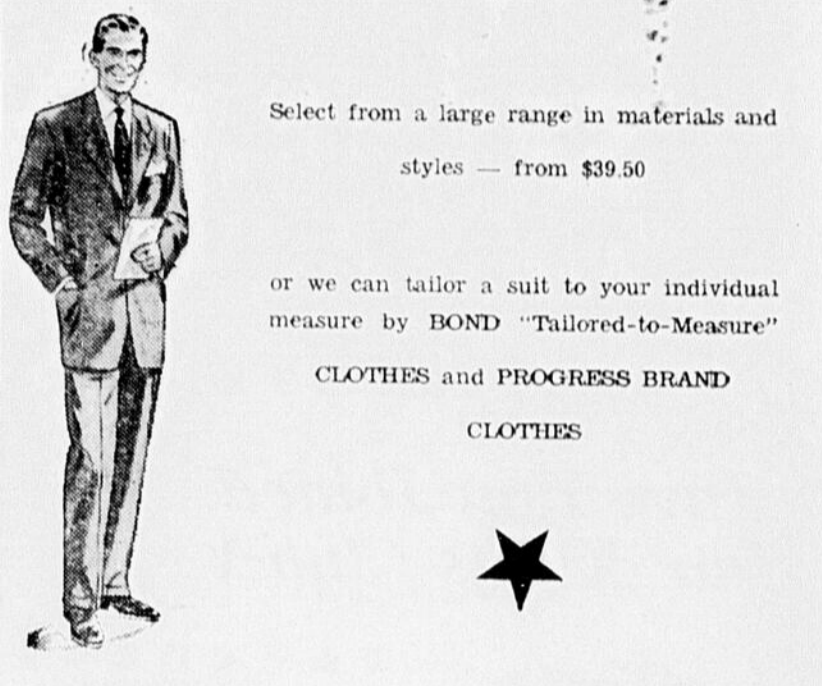 Select from a large range in materials and
styles — from $39.50
or we can tailor a suit to your individual
measure by BOND "Tailored-to-Measure"
CLOTHES and PROGRESS BRAND
CLOTHES